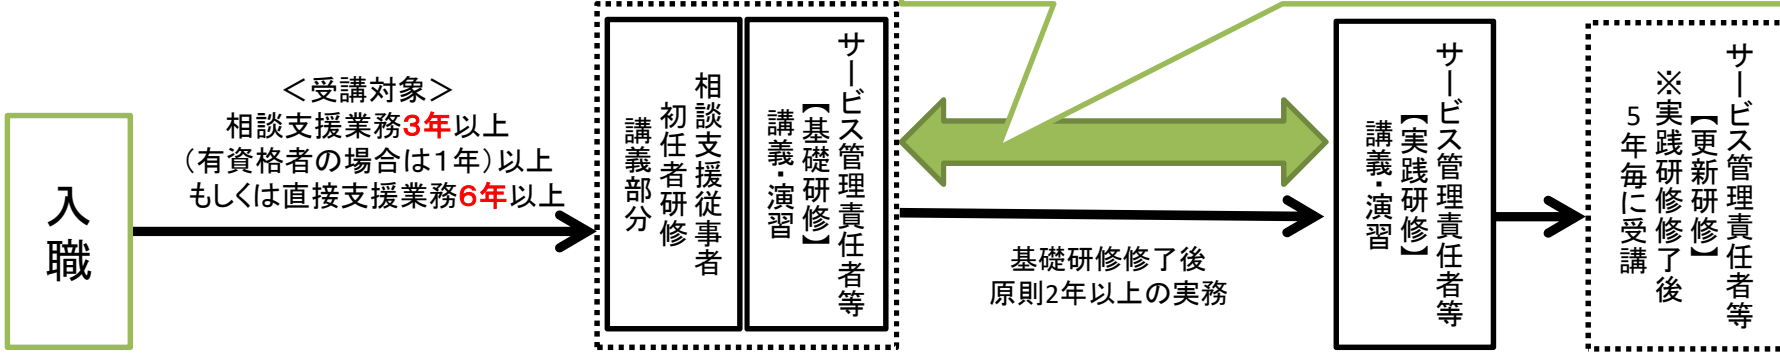 入
職
＜受講対象＞
相談支援業務3年以上
（有資格者の場合は１年）以上
もしくは直接支援業務6年以上
相談支援従事者
初任者研修
講義部分
サービス管理責任者等
【基礎研修】
講義・演習
基礎研修修了後
原則2年以上の実務
サービス管理責任者等
【実践研修】
講義・演習
サービス管理責任者等
【更新研修】
※実践研修修了後
5年毎に受講